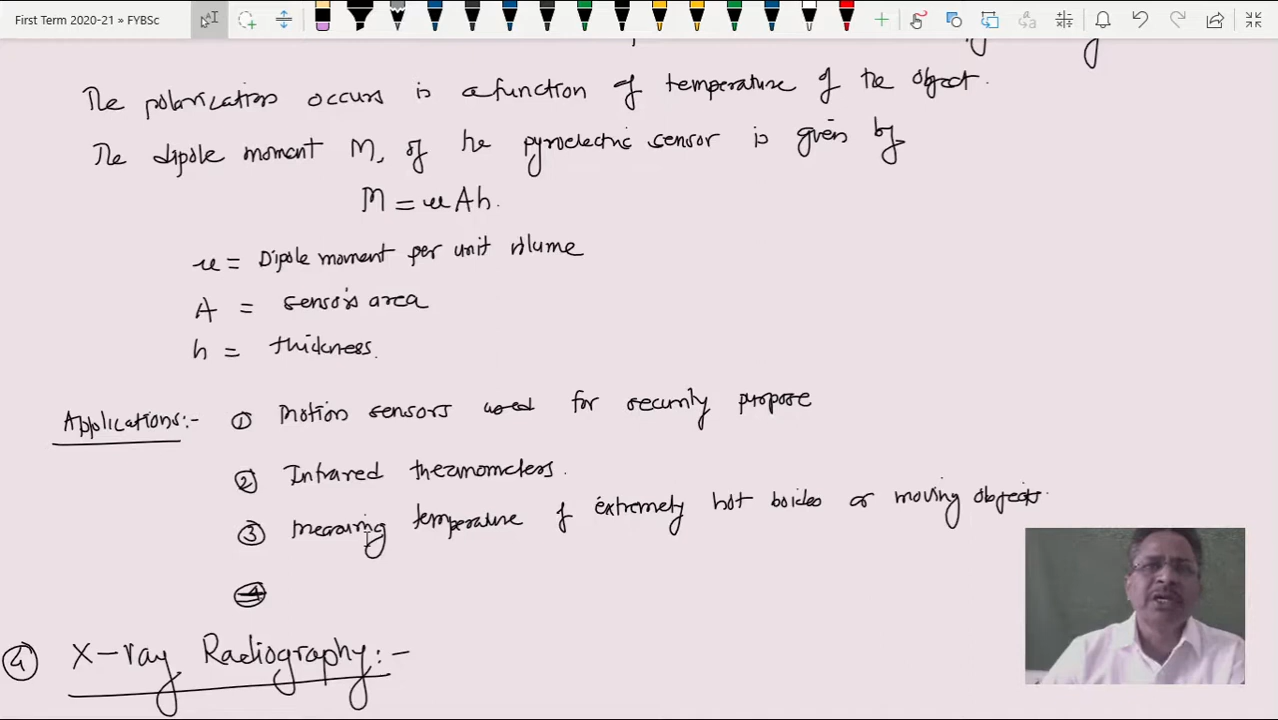 First Term 2020-21 » FYBSc
The polarization occurs is a function of temperature of the object.
The dipole moment M, of the pyroelectric sensor is given by
M = μAh.
μ = Dipole moment per unit volume
A = sensor's area
h = thickness.
Applications:- ① Motion sensors used for security propose
② Infrared thermometers.
③ measuring temperature of extremely hot boides or moving objects.
④
④ X-ray Radiography:-